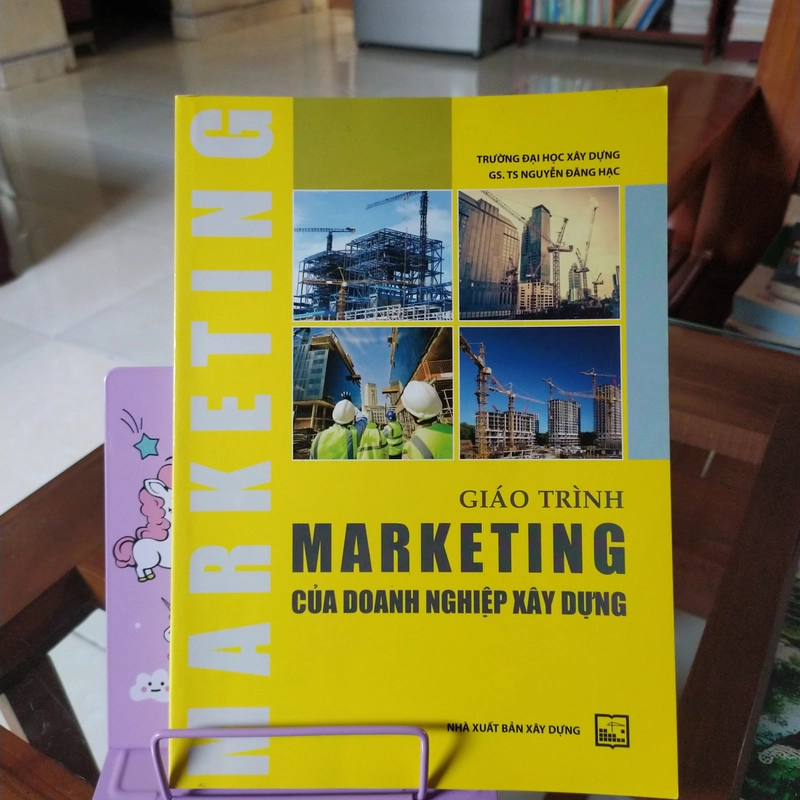 MARKETING
TRƯỜNG ĐẠI HỌC XÂY DỰNG
GS. TS NGUYỄN ĐĂNG HẠC
GIÁO TRÌNH
MARKETING
CỦA DOANH NGHIỆP XÂY DỰNG
NHÀ XUẤT BẢN XÂY DỰNG